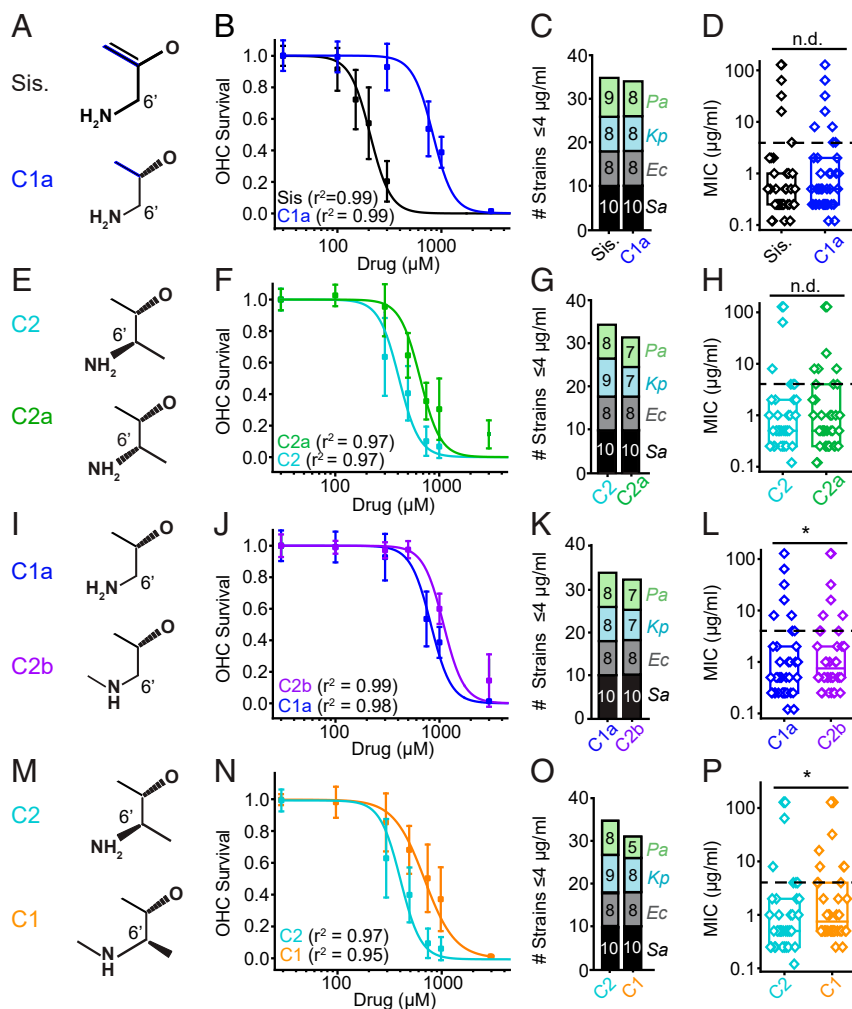 A
Sis.
O
H2N
6'
C1a
O
H2N
6'
B
OHC Survival
1.0
0.8
0.6
0.4
0.2
0.0
Sis (r2=0.99)
C1a (r2= 0.99)
100
1000
Drug (µM)
C
# Strains ≤4 µg/ml
40
30
20
10
0
9 8 Pa
8 8 Kp
8 8 Ec
10 10 Sa
Sis. C1a
D
n.d.
MIC (µg/ml)
100
10
1
0.1
Sis. C1a
E
C2
O
6'
NH2
C2a
O
6'
NH2
F
OHC Survival
1.0
0.8
0.6
0.4
0.2
0.0
C2a (r2 = 0.97)
C2 (r2 = 0.97)
100
1000
Drug (µM)
G
# Strains ≤4 µg/ml
40
30
20
10
0
8 7 Pa
9 7 Kp
8 8 Ec
10 10 Sa
C2 C2a
H
n.d.
MIC (µg/ml)
100
10
1
0.1
C2 C2a
I
C1a
O
H2N
6'
C2b
O
N
H
6'
J
OHC Survival
1.0
0.8
0.6
0.4
0.2
0.0
C2b (r2 = 0.99)
C1a (r2 = 0.98)
100
1000
Drug (µM)
K
# Strains ≤4 µg/ml
40
30
20
10
0
8 7 Pa
8 7 Kp
8 8 Ec
10 10 Sa
C1a C2b
L
*
MIC (µg/ml)
100
10
1
0.1
C1a C2b
M
C2
O
6'
NH2
C1
O
6'
N
H
N
OHC Survival
1.0
0.8
0.6
0.4
0.2
0.0
C2 (r2 = 0.97)
C1 (r2 = 0.95)
100
1000
Drug (µM)
O
# Strains ≤4 µg/ml
40
30
20
10
0
8 5 Pa
9 8 Kp
8 8 Ec
10 10 Sa
C2 C1
P
*
MIC (µg/ml)
100
10
1
0.1
C2 C1